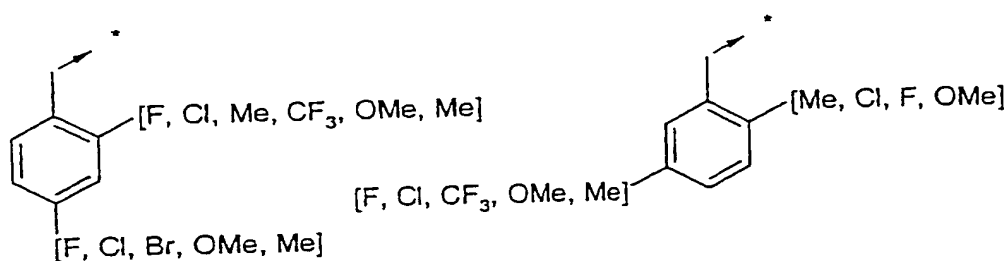 *
*
[F, Cl, Me, CF₃, OMe, Me]
[Me, Cl, F, OMe]
[F, Cl, CF₃, OMe, Me]
[F, Cl, Br, OMe, Me]